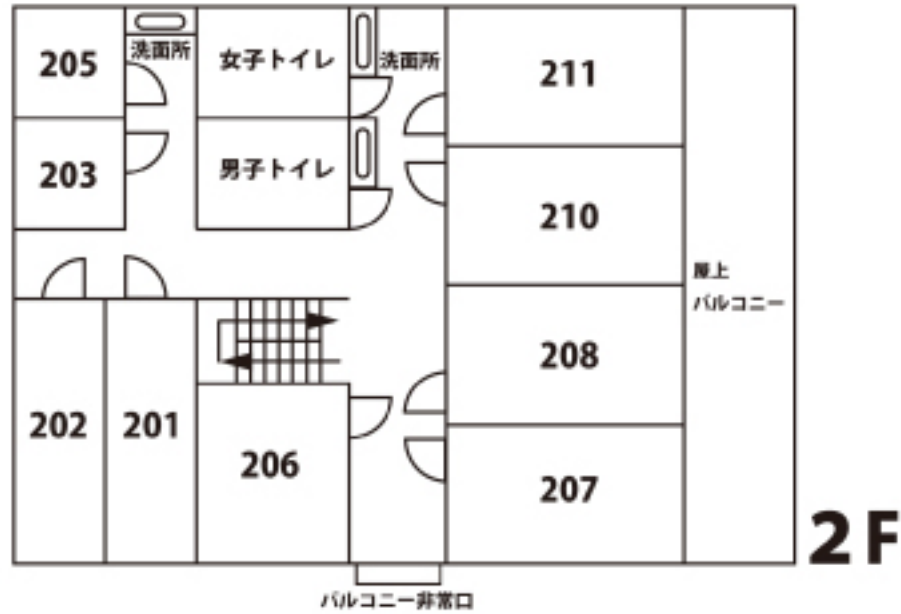 205
洗面所
女子トイレ
洗面所
211
203
男子トイレ
210
屋上
バルコニー
208
202
201
206
207
2F
バルコニー非常口